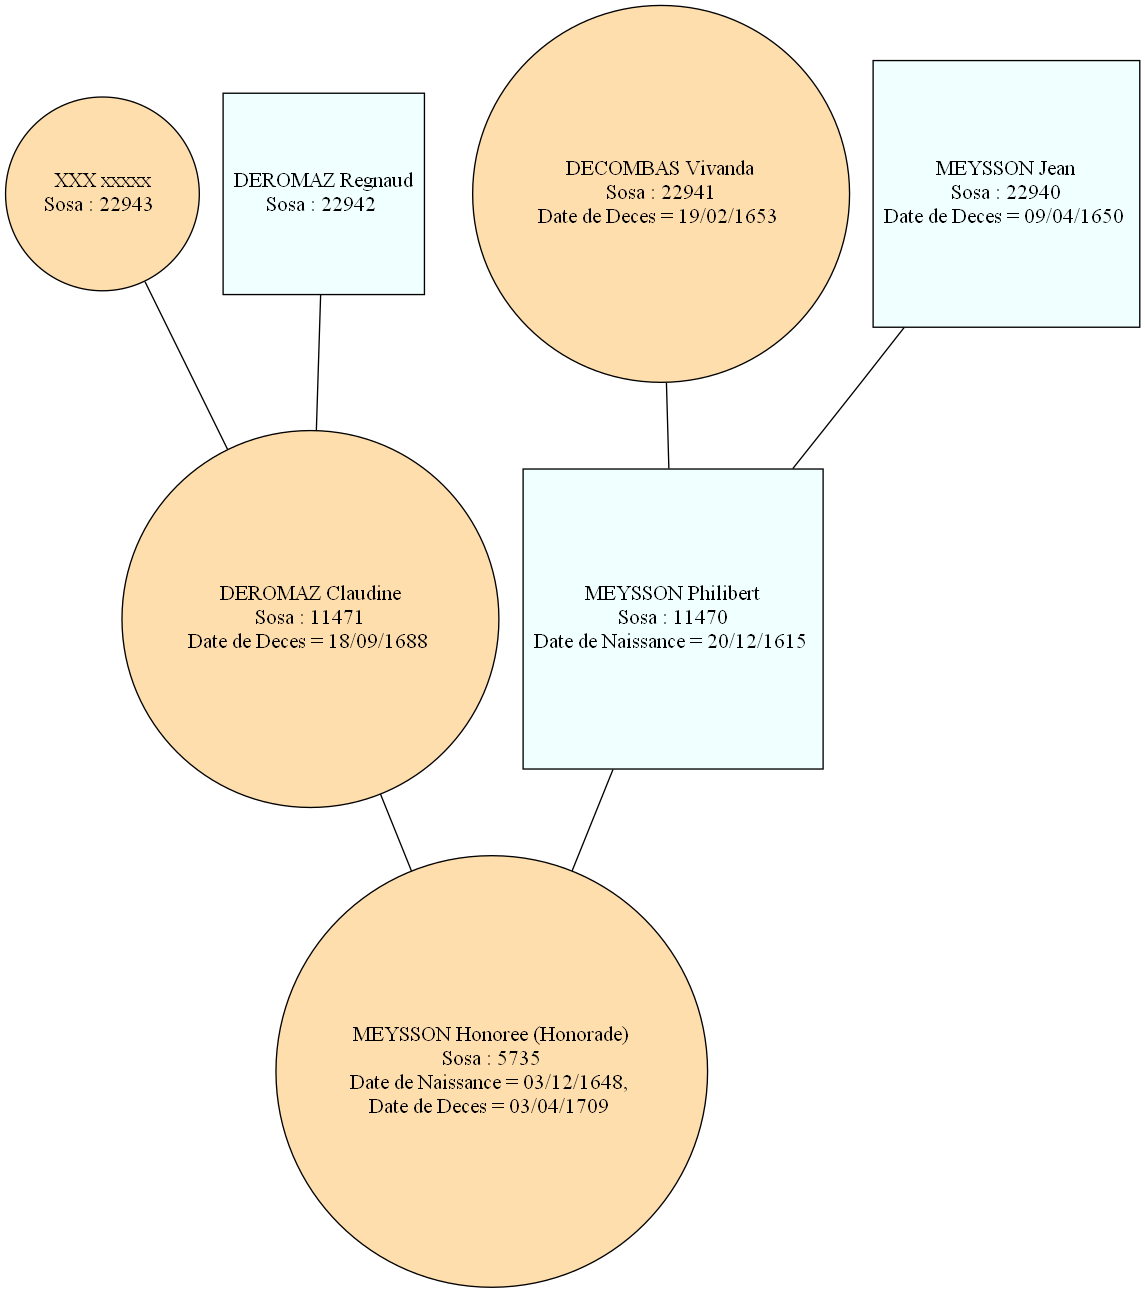 XXX xxxxx
Sosa : 22943
DEROMAZ Regnaud
Sosa : 22942
DECOMBAS Vivanda
Sosa : 22941
Date de Deces = 19/02/1653
MEYSSON Jean
Sosa : 22940
Date de Deces = 09/04/1650
DEROMAZ Claudine
Sosa : 11471
Date de Deces = 18/09/1688
MEYSSON Philibert
Sosa : 11470
Date de Naissance = 20/12/1615
MEYSSON Honoree (Honorade)
Sosa : 5735
Date de Naissance = 03/12/1648,
Date de Deces = 03/04/1709